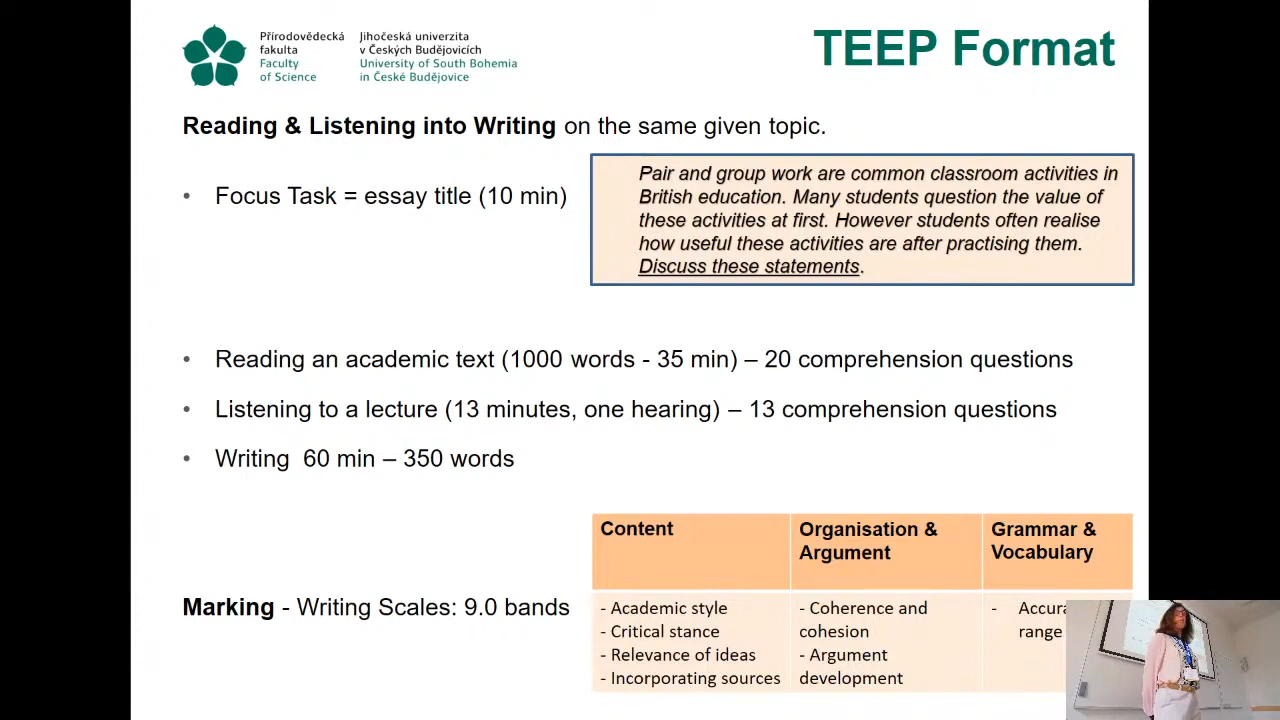 Přírodovědecká
fakulta
Faculty
of Science
Jihočeská univerzita
v Českých Budějovicích
University of South Bohemia
in České Budějovice
TEEP Format
Reading & Listening into Writing on the same given topic.
• Focus Task = essay title (10 min)
Pair and group work are common classroom activities in
British education. Many students question the value of
these activities at first. However students often realise
how useful these activities are after practising them.
Discuss these statements.
• Reading an academic text (1000 words - 35 min) – 20 comprehension questions
• Listening to a lecture (13 minutes, one hearing) – 13 comprehension questions
• Writing 60 min – 350 words
Marking - Writing Scales: 9.0 bands
Content
- Academic style
- Critical stance
- Relevance of ideas
- Incorporating sources
Organisation &
Argument
- Coherence and
cohesion
- Argument
development
Grammar &
Vocabulary
-
range